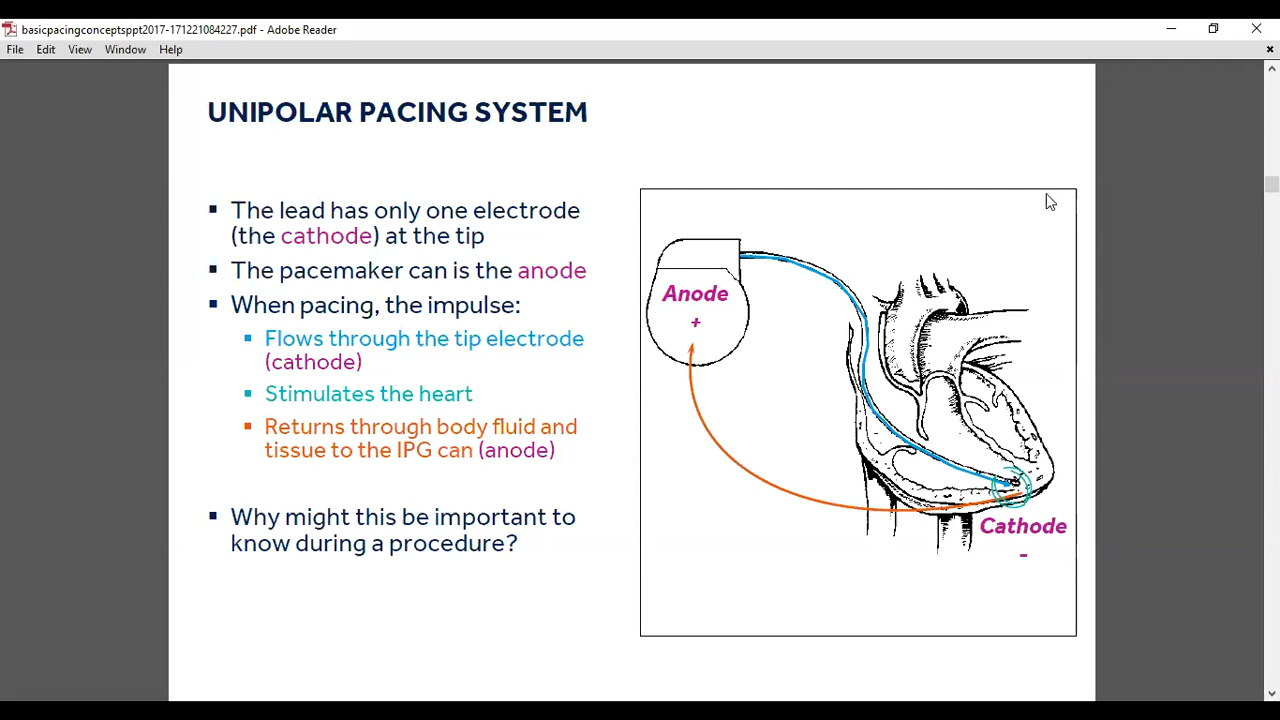 basicpacingconceptsppt2017-171221084227.pdf - Adobe Reader
File Edit View Window Help
UNIPOLAR PACING SYSTEM
▪ The lead has only one electrode
(the cathode) at the tip
▪ The pacemaker can is the anode
▪ When pacing, the impulse:
▪ Flows through the tip electrode
(cathode)
▪ Stimulates the heart
▪ Returns through body fluid and
tissue to the IPG can (anode)
▪ Why might this be important to
know during a procedure?
Anode
+
Cathode
-